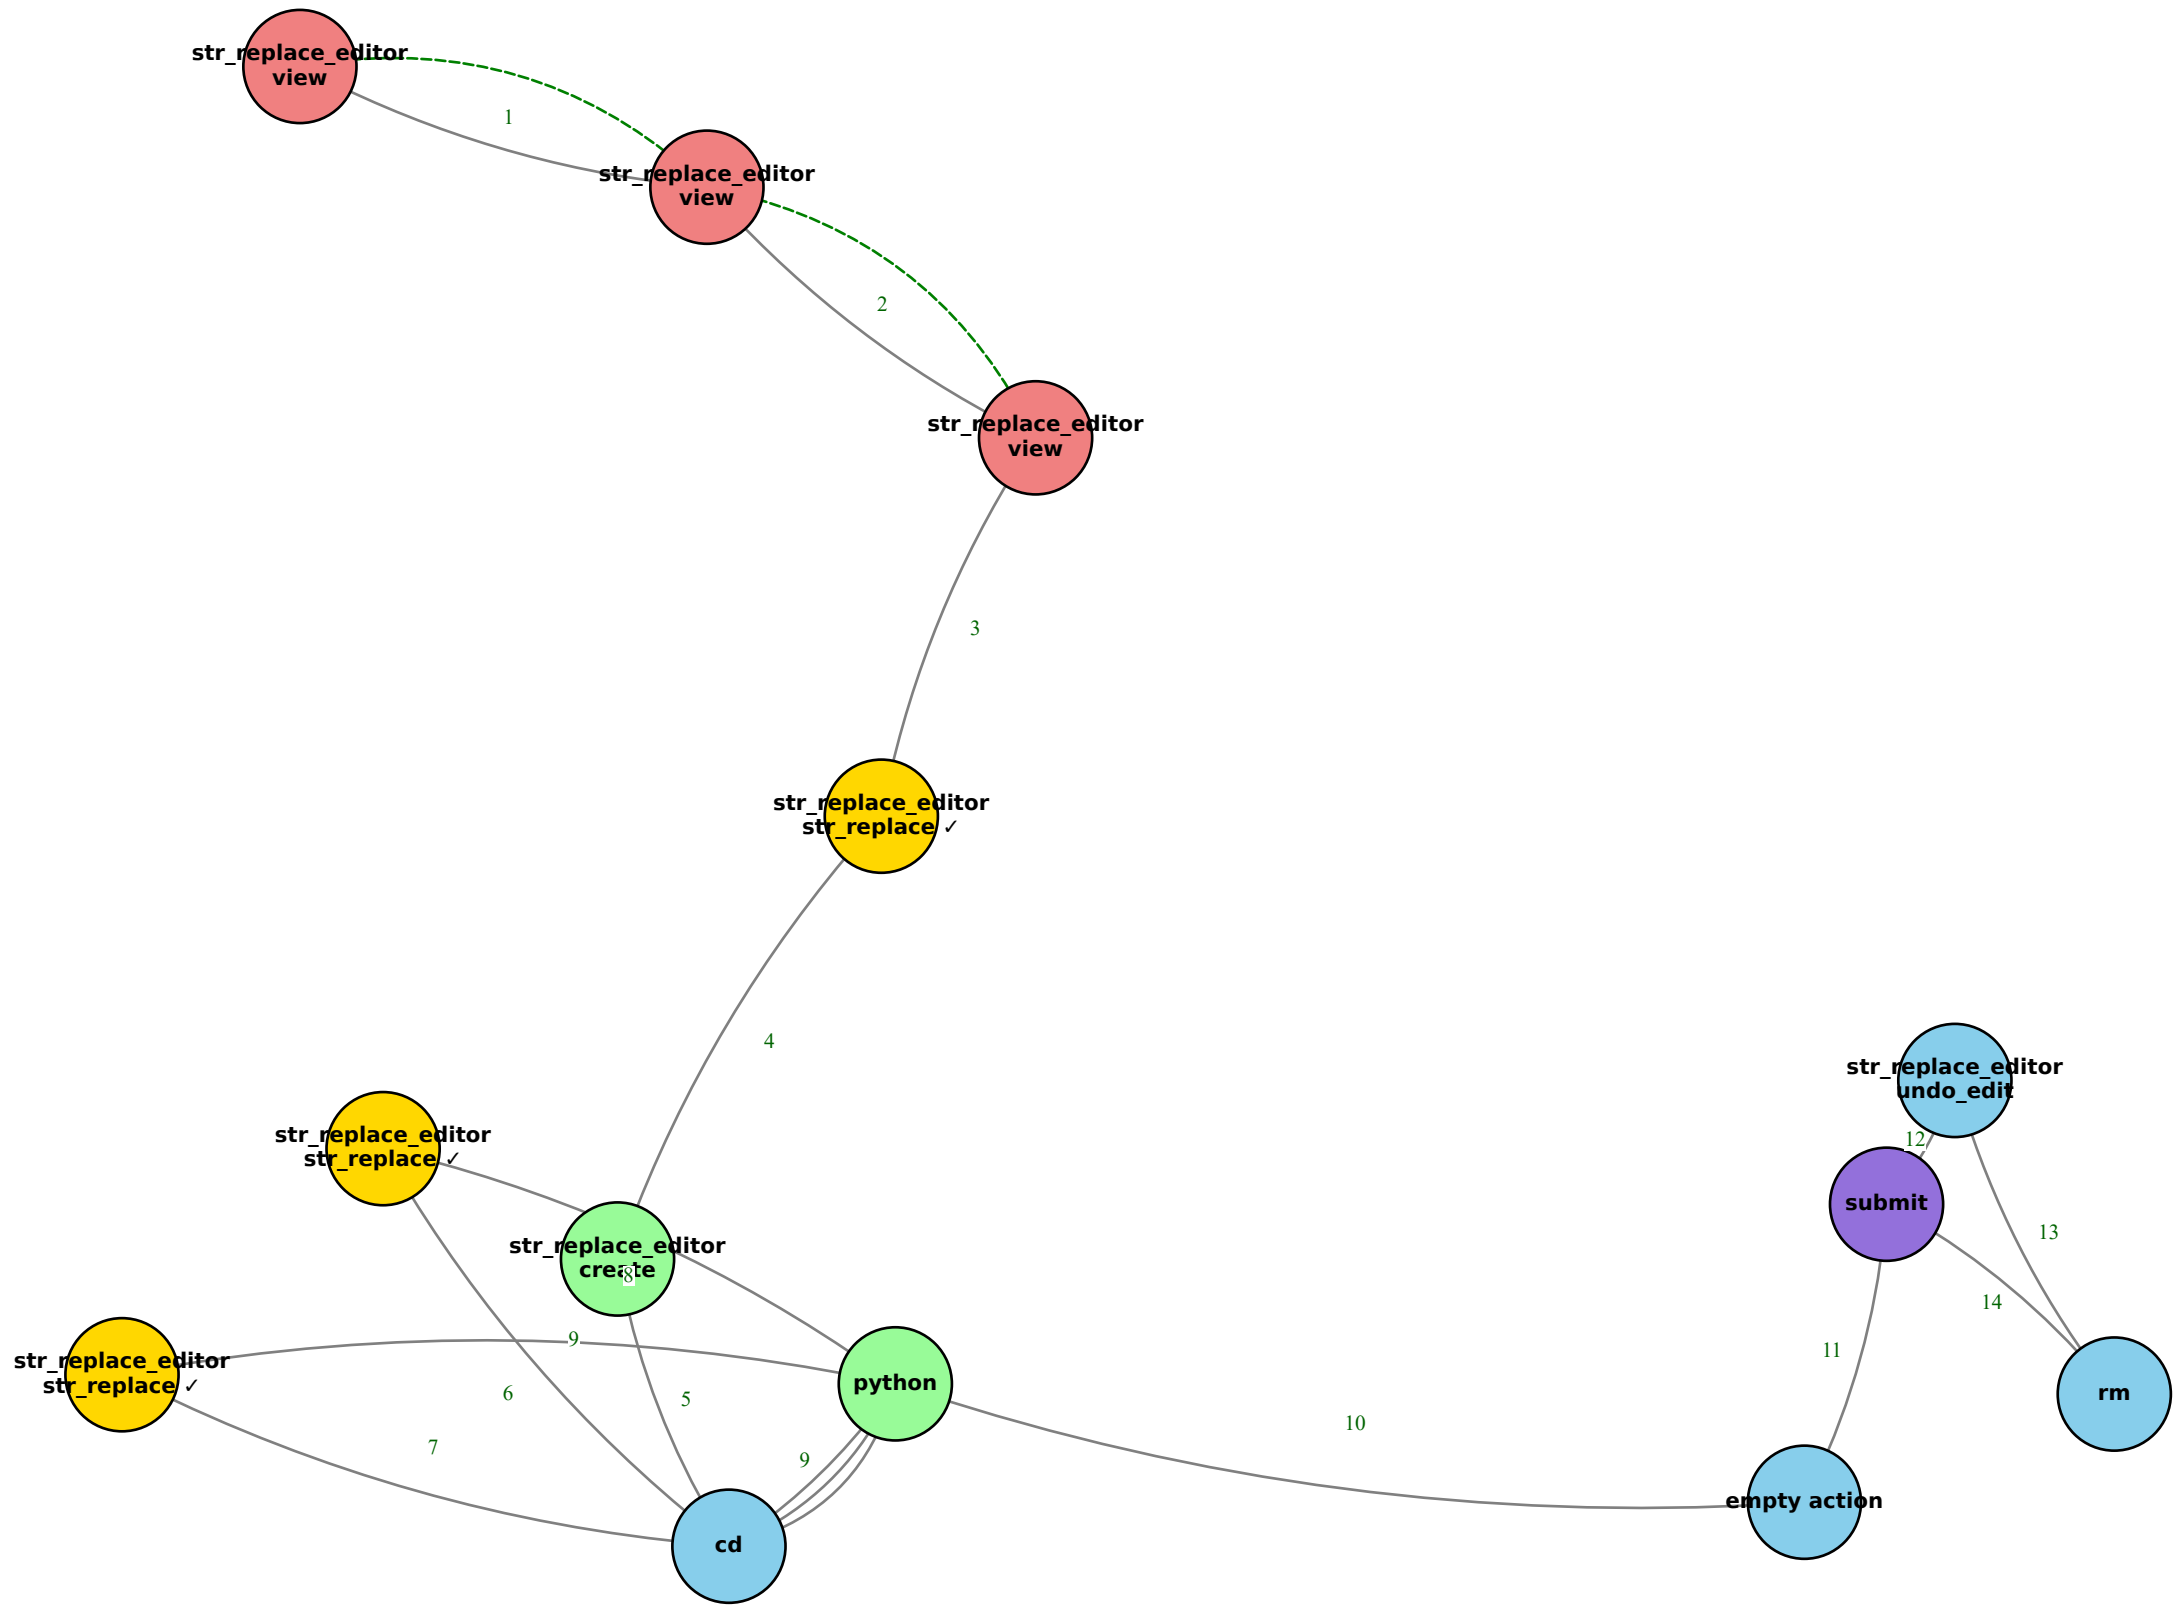 str_replace_editor
view
1
str_replace_editor
view
2
str_replace_editor
view
3
str_replace_editor
str_replace ✓
4
str_replace_editor
undo_edit
str_replace_editor
str_replace ✓
12
submit
13
str_replace_editor
create
8
14
9
11
str_replace_editor
str_replace ✓
python
rm
6
5
10
7
9
empty action
cd